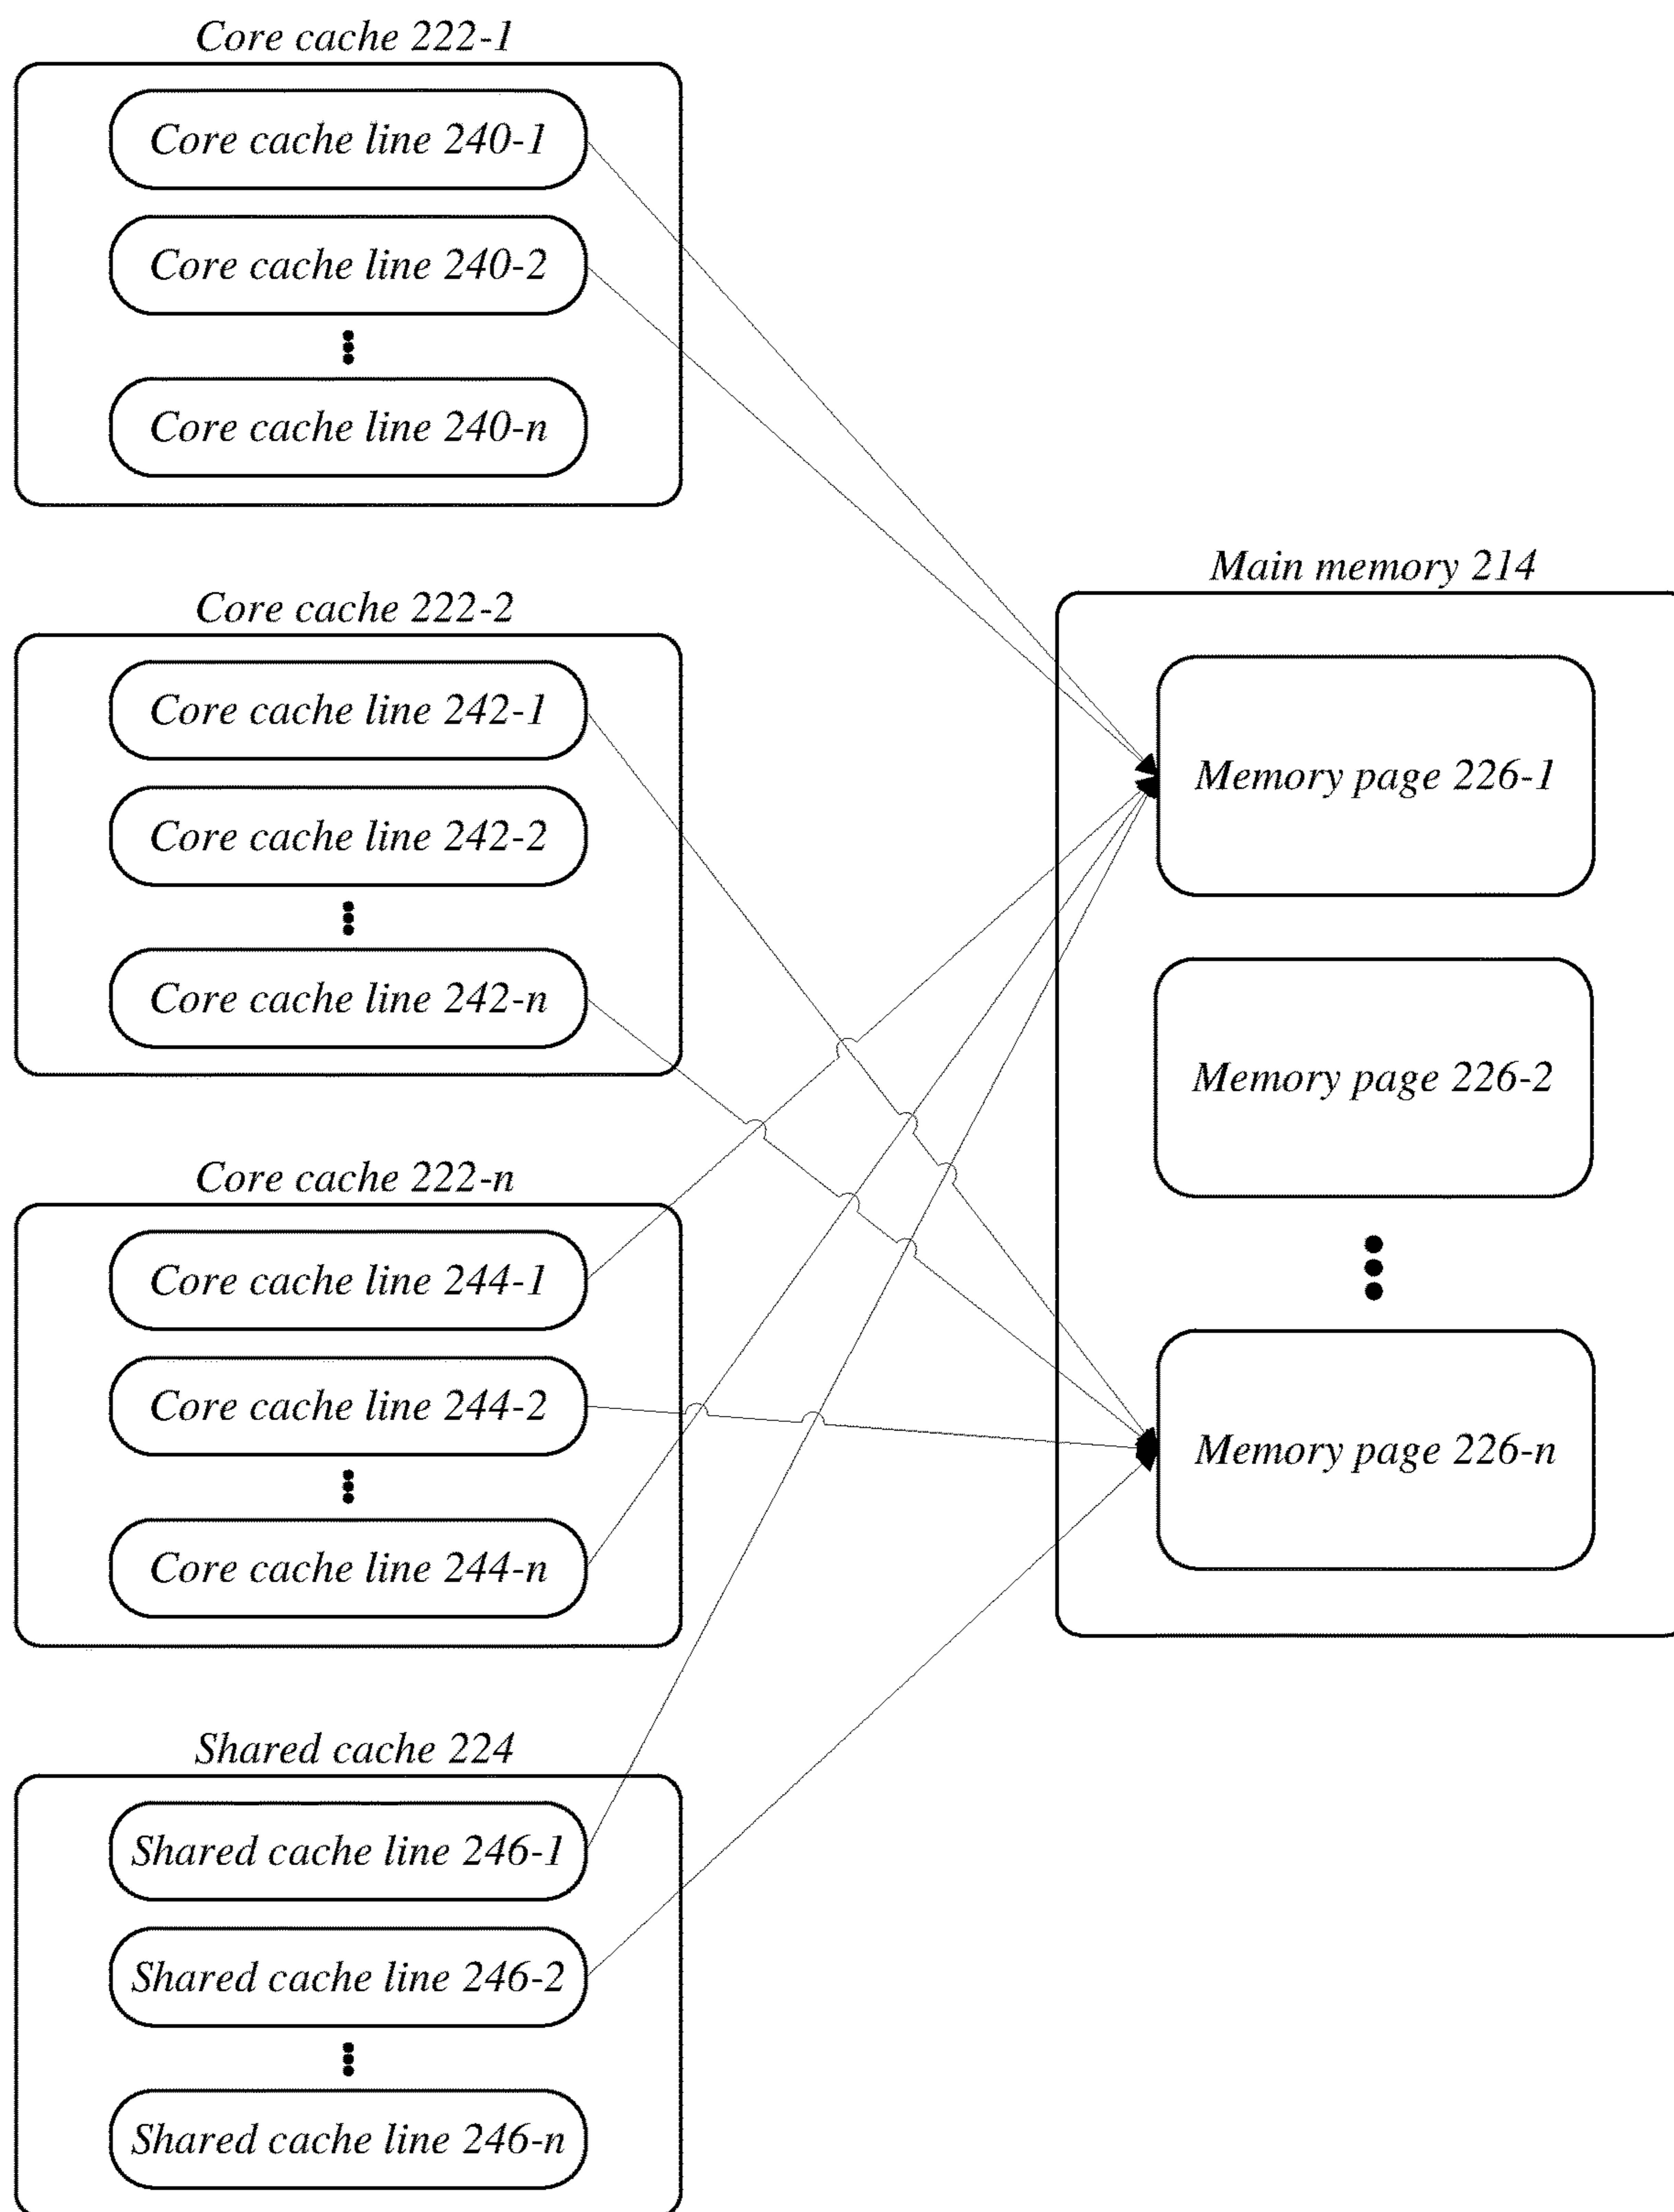 Core cache 222-1
Core cache line 240-1
Core cache line 240-2
Core cache line 240-n
Core cache 222-2
Core cache line 242-1
Core cache line 242-2
Core cache line 242-n
Core cache 222-n
Core cache line 244-1
Core cache line 244-2
Core cache line 244-n
Shared cache 224
Shared cache line 246-1
Shared cache line 246-2
Shared cache line 246-n
Main memory 214
Memory page 226-1
Memory page 226-2
Memory page 226-n